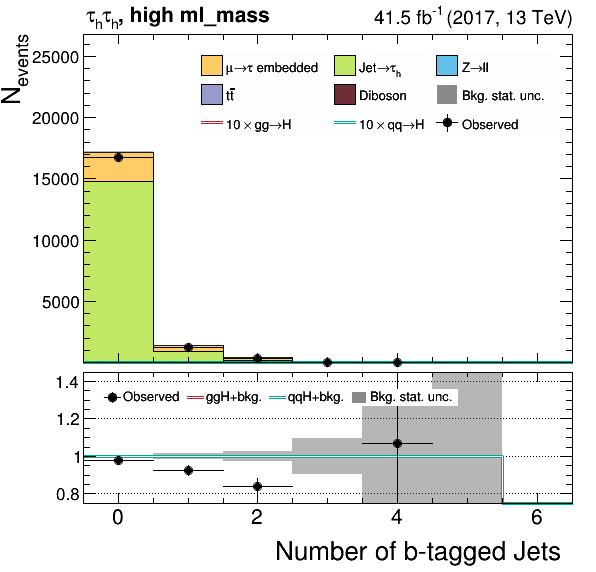 τhτh, high ml_mass 41.5 fb-1 (2017, 13 TeV)
Nevents
25000
20000
15000
10000
5000
μ→τ embedded Jet→τh Z→ll
tt̄ Diboson Bkg. stat. unc.
10 × gg→H 10 × qq→H Observed
1.4
1.2
1
0.8
Observed ggH+bkg. qqH+bkg. Bkg. stat. unc.
0 2 4 6
Number of b-tagged Jets